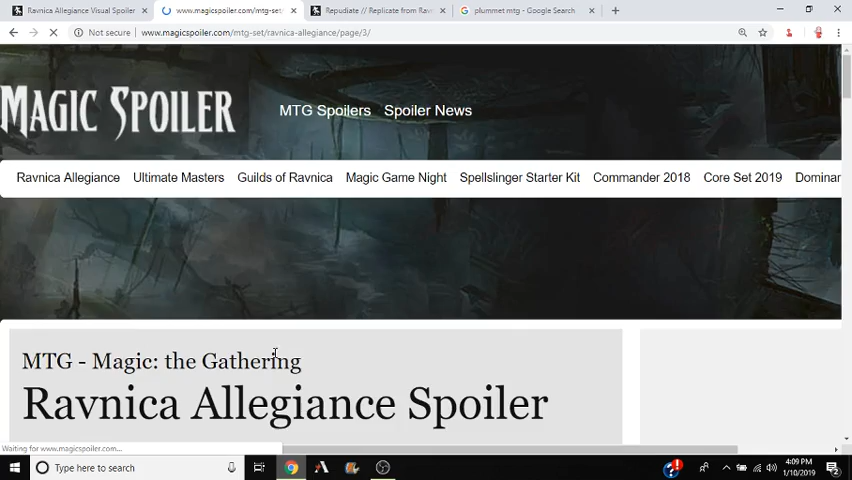 Ravnica Allegiance Visual Spoiler
www.magicspoiler.com/mtg-set/
Repudiate // Replicate from Rav
plummet mtg - Google Search
Not secure
www.magicspoiler.com/mtg-set/ravnica-allegiance/page/3/
MAGIC SPOILER
MTG Spoilers Spoiler News
Ravnica Allegiance Ultimate Masters Guilds of Ravnica Magic Game Night Spellslinger Starter Kit Commander 2018 Core Set 2019 Dominar
MTG - Magic: the Gathering
Ravnica Allegiance Spoiler
Waiting for www.magicspoiler.com...
Type here to search
4:09 PM
1/10/2019
2